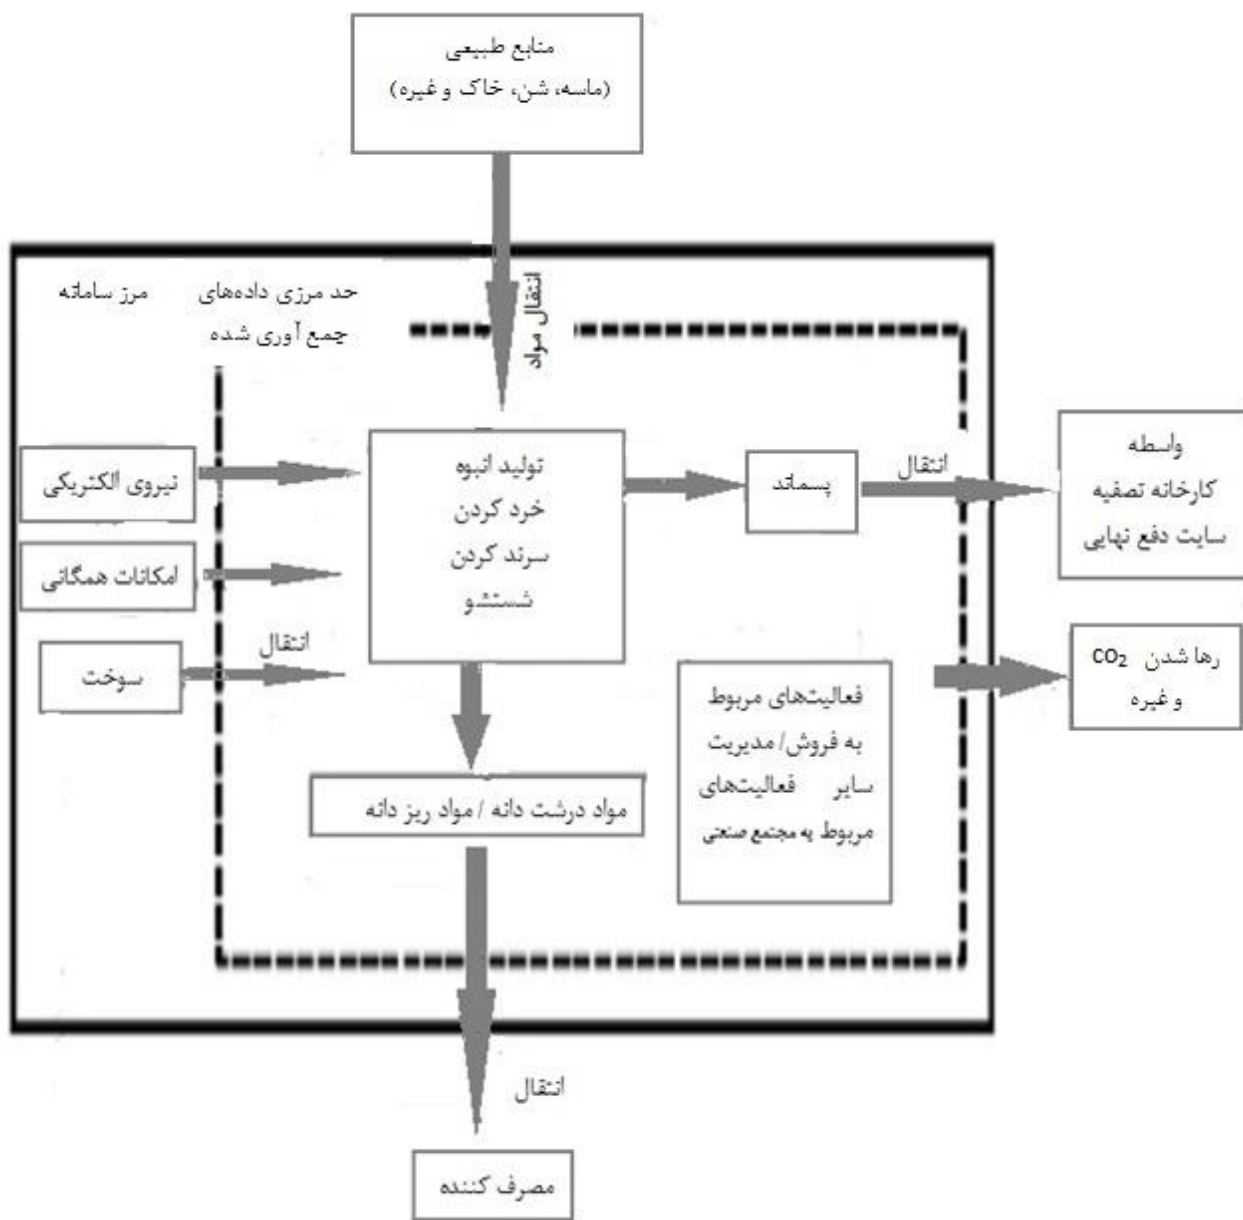 منابع طبیعی
(ماسه، شن، خاک و غیره)
انتقال مواد
حد مرزی داده‌های
جمع آوری شده
مرز سامانه
نیروی الکتریکی
امکانات همگانی
انتقال
سوخت
تولید انبوه
خرد کردن
سرند کردن
شستشو
پسماند
انتقال
واسطه
کارخانه تصفیه
سایت دفع نهایی
رها شدن CO₂
و غیره
فعالیت‌های مربوط
به فروش/ مدیریت
سایر فعالیت‌های
مربوط به مجتمع صنعتی
مواد درشت دانه / مواد ریز دانه
انتقال
مصرف کننده